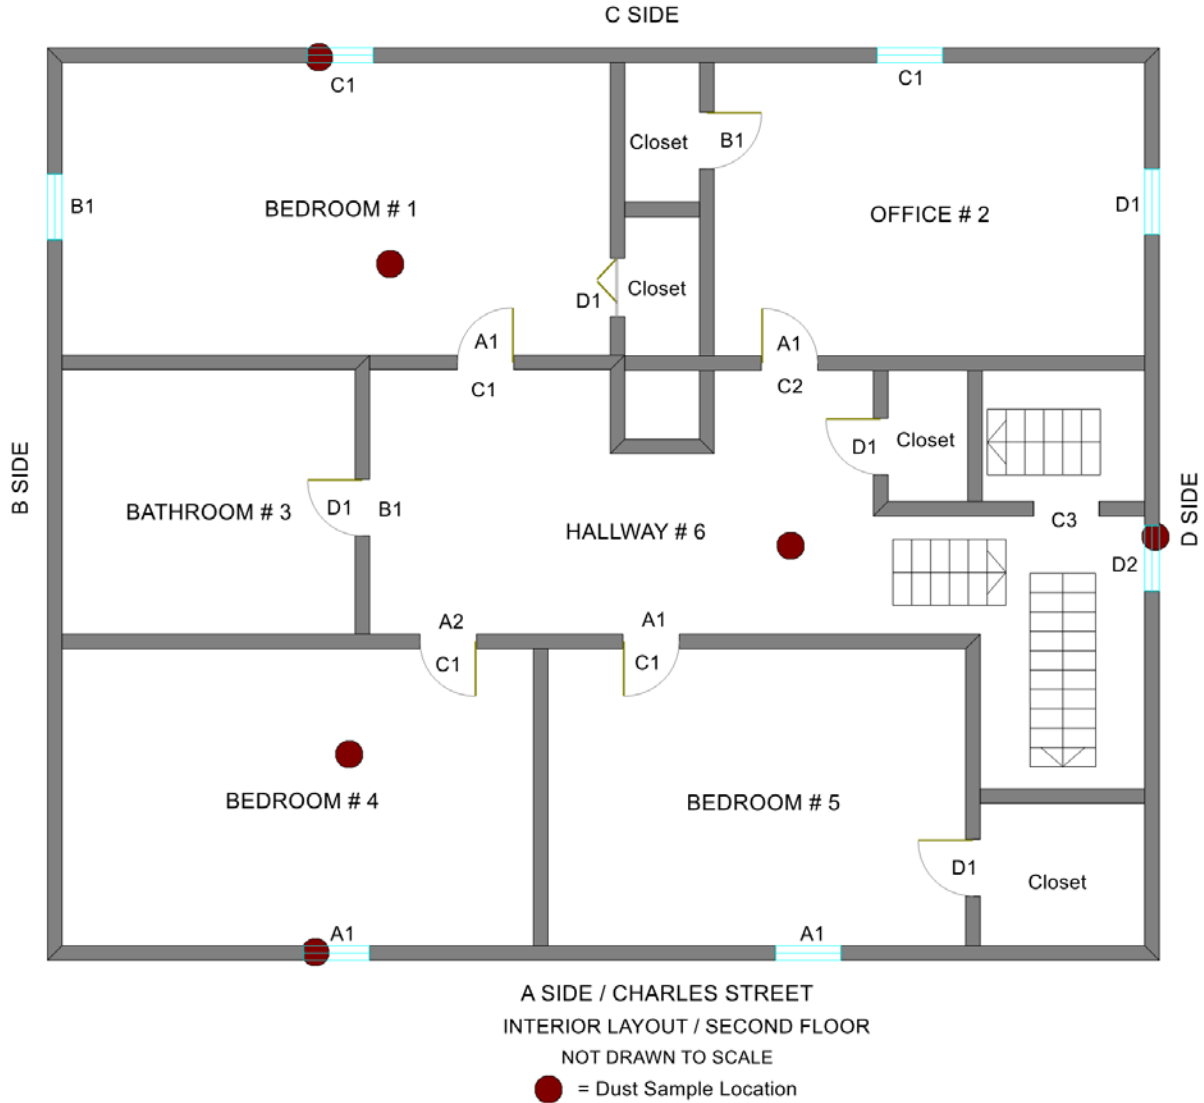 C SIDE
C1
C1
Closet
B1
B1
BEDROOM # 1
D1
OFFICE # 2
Closet
D1
A1
A1
C1
C2
D1
Closet
B SIDE
D SIDE
BATHROOM # 3
D1
B1
HALLWAY # 6
C3
D2
A2
A1
C1
C1
BEDROOM # 4
BEDROOM # 5
D1
Closet
A1
A1
A SIDE / CHARLES STREET
INTERIOR LAYOUT / SECOND FLOOR
NOT DRAWN TO SCALE
= Dust Sample Location